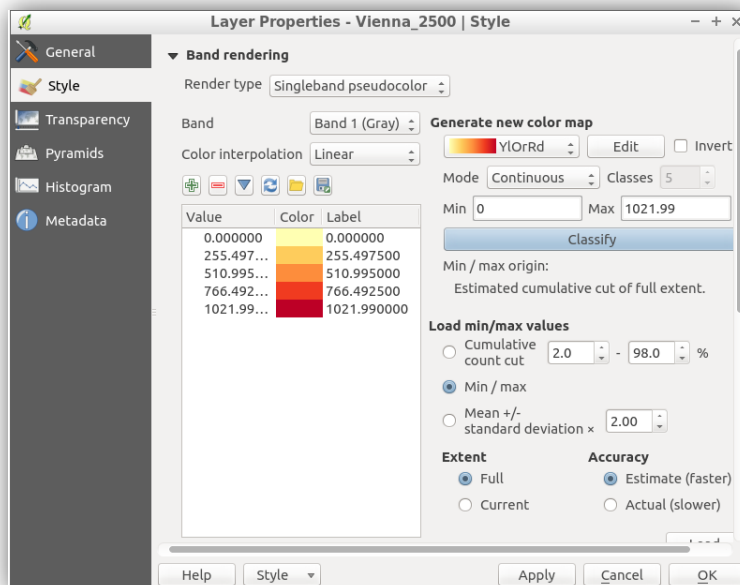 Layer Properties - Vienna_2500 | Style
General
Style
Transparency
Pyramids
Histogram
Metadata
Band rendering
Render type Singleband pseudocolor
Band Band 1 (Gray)
Color interpolation Linear
Value Color Label
0.000000 0.000000
255.497... 255.497500
510.995... 510.995000
766.492... 766.492500
1021.99... 1021.990000
Generate new color map
YlOrRd Edit Invert
Mode Continuous Classes 5
Min 0 Max 1021.99
Classify
Min / max origin:
Estimated cumulative cut of full extent.
Load min/max values
Cumulative
count cut 2.0 - 98.0 %
Min / max
Mean +/-
standard deviation × 2.00
Extent Accuracy
Full Estimate (faster)
Current Actual (slower)
Load
Help Style Apply Cancel OK